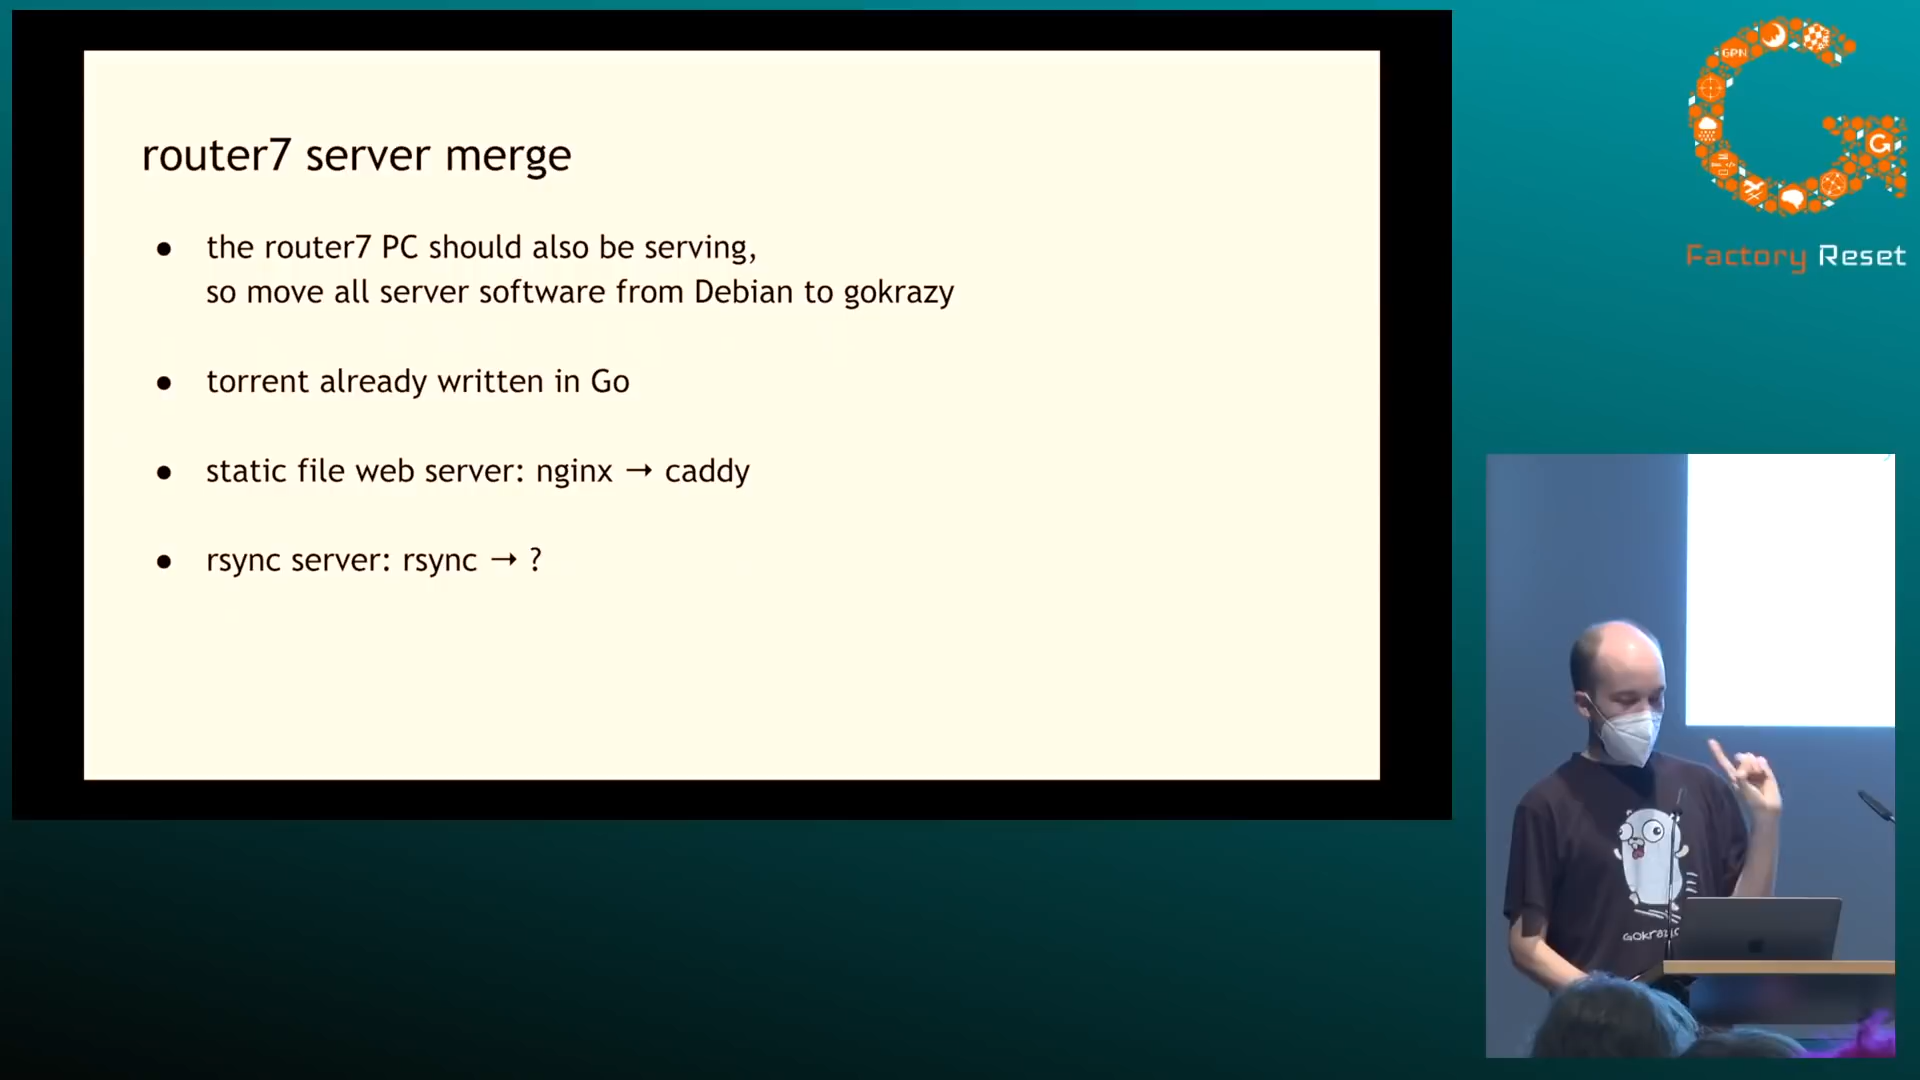 router7 server merge
● the router7 PC should also be serving,
so move all server software from Debian to gokrazy
● torrent already written in Go
● static file web server: nginx → caddy
● rsync server: rsync → ?
GPN
Factory Reset